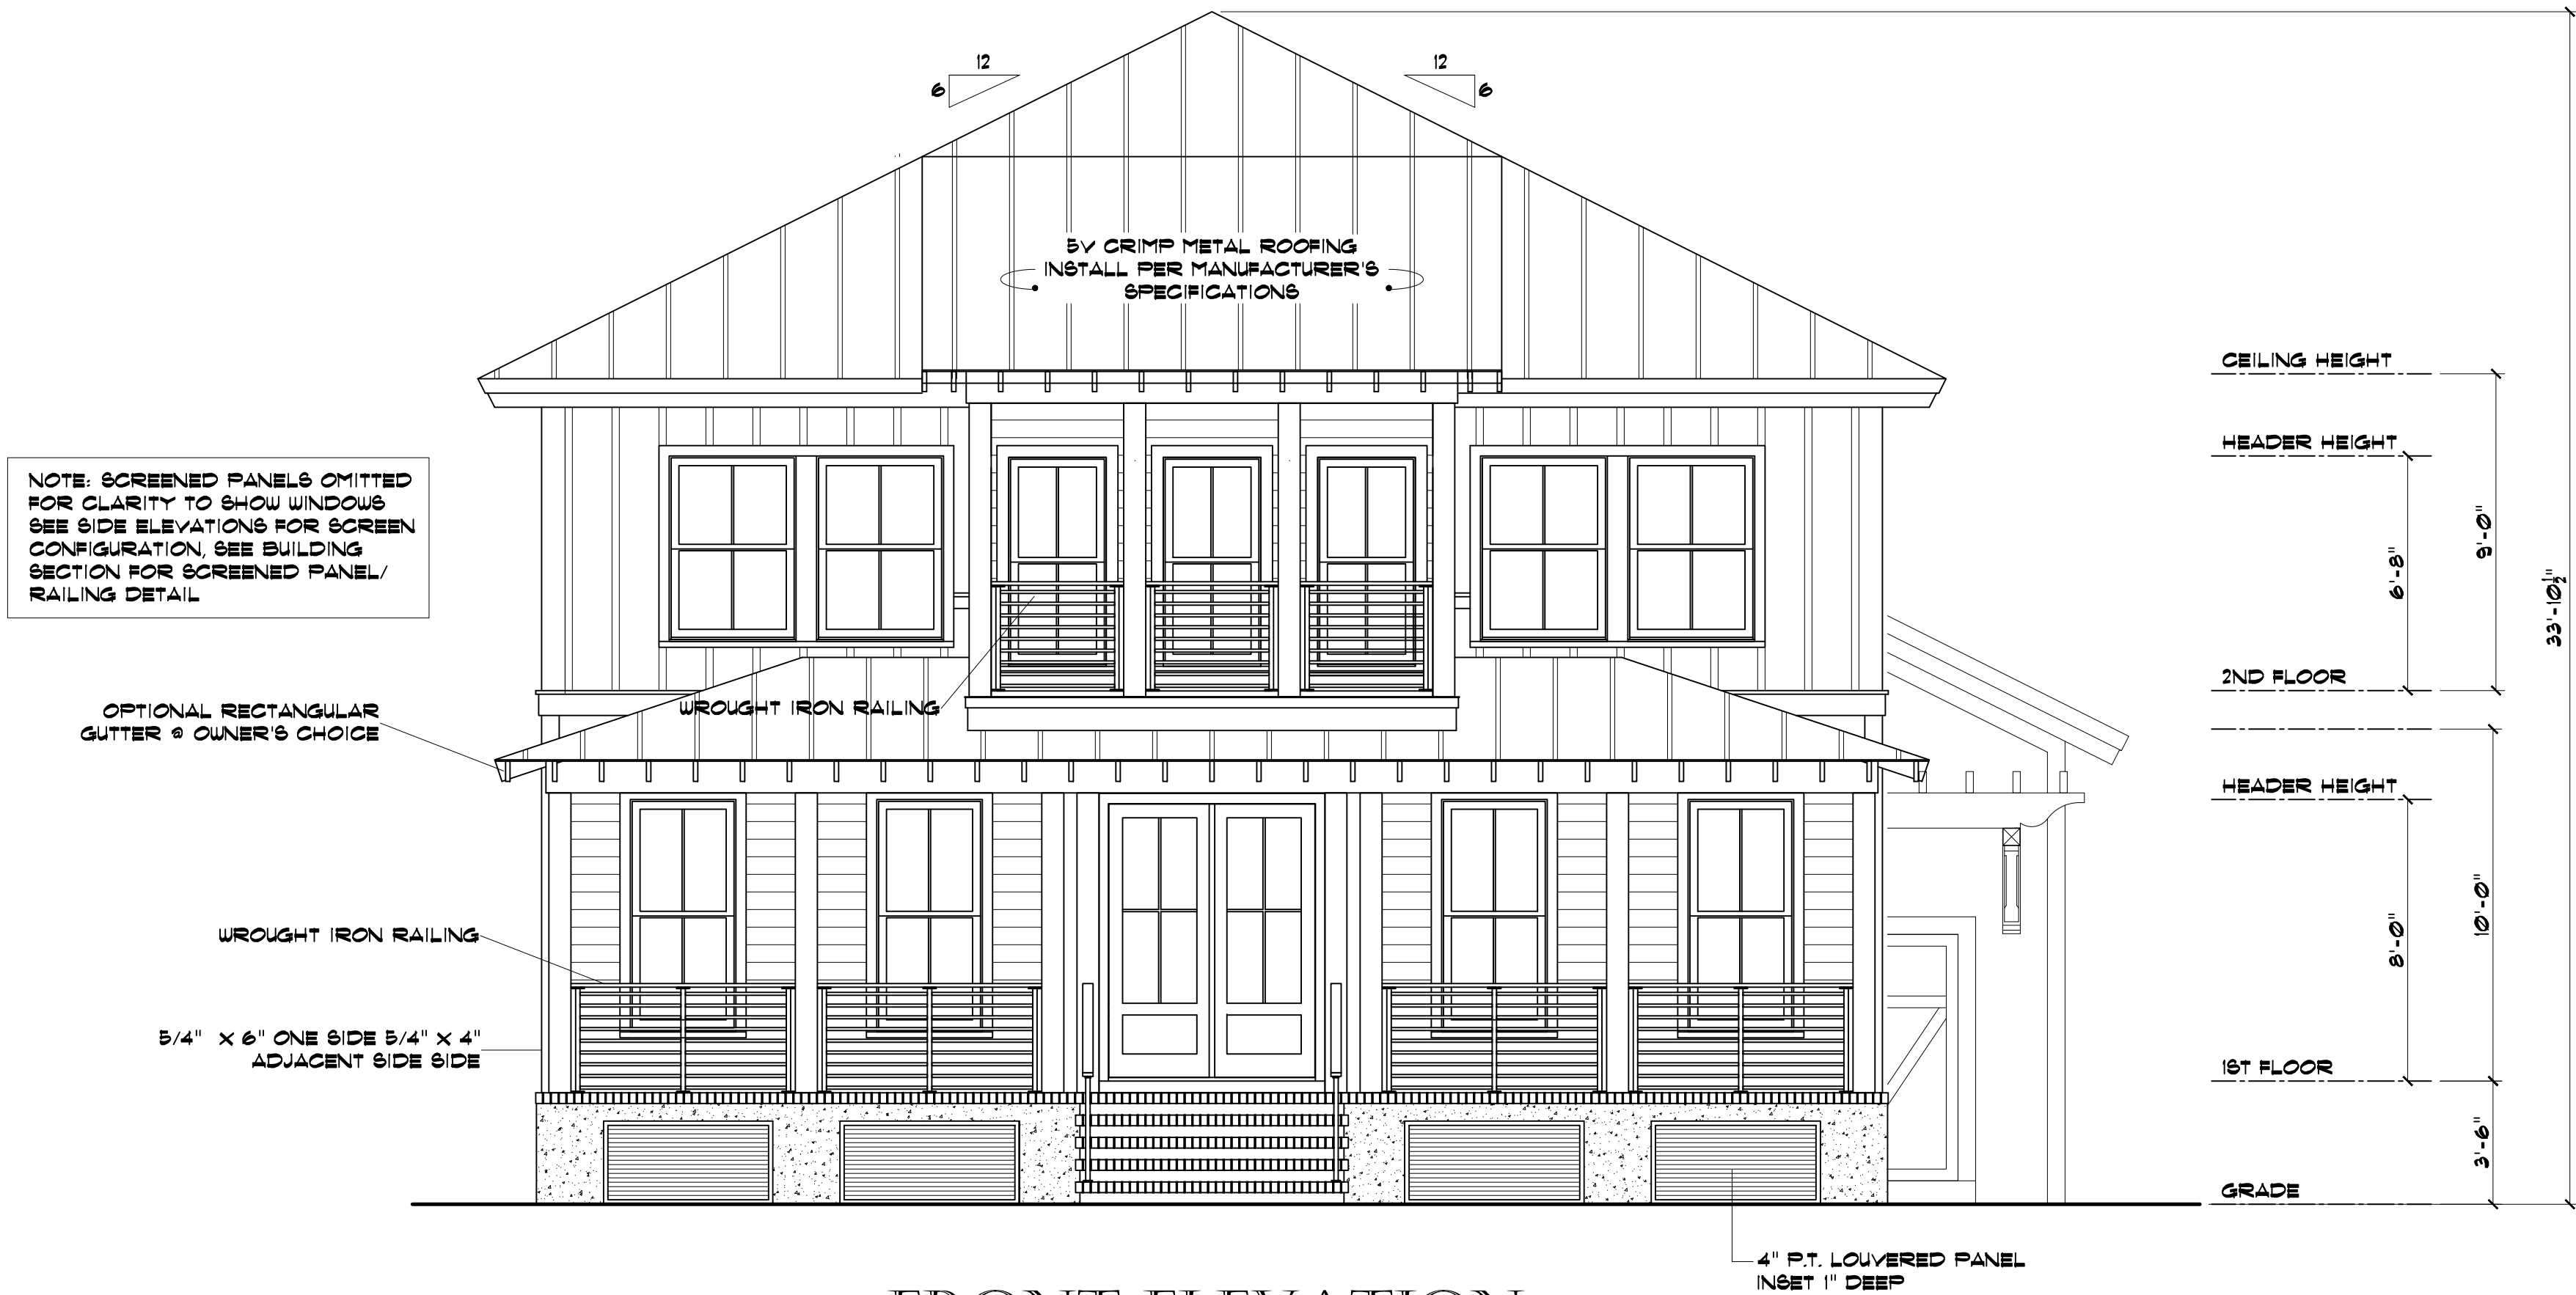 12
6
12
6
5V CRIMP METAL ROOFING
INSTALL PER MANUFACTURER'S
SPECIFICATIONS
CEILING HEIGHT
HEADER HEIGHT
NOTE: SCREENED PANELS OMITTED
FOR CLARITY TO SHOW WINDOWS
SEE SIDE ELEVATIONS FOR SCREEN
CONFIGURATION, SEE BUILDING
SECTION FOR SCREENED PANEL/
RAILING DETAIL
9'-0"
6'-8"
33'-10 1/2"
2ND FLOOR
OPTIONAL RECTANGULAR
GUTTER @ OWNER'S CHOICE
WROUGHT IRON RAILING
HEADER HEIGHT
10'-0"
8'-0"
WROUGHT IRON RAILING
5/4" X 6" ONE SIDE 5/4" X 4"
ADJACENT SIDE SIDE
1ST FLOOR
3'-6"
GRADE
4" P.T. LOUVERED PANEL
INSET 1" DEEP
FRONT ELEVATION